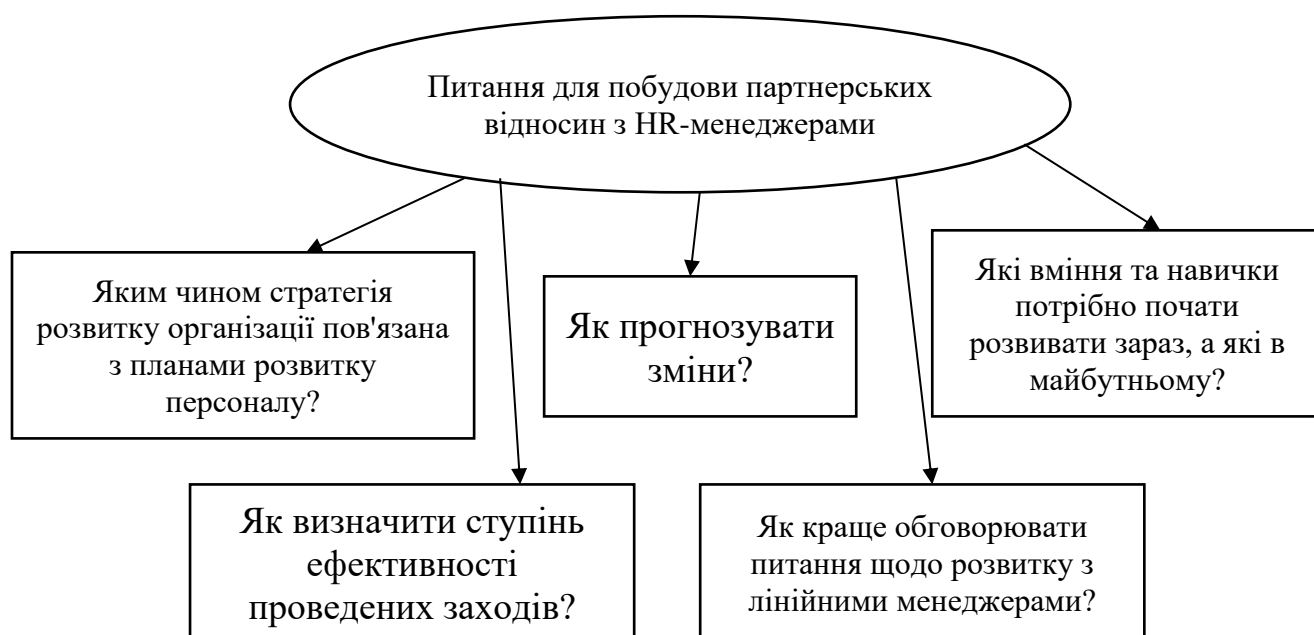 Питання для побудови партнерських
відносин з HR-менеджерами
Яким чином стратегія
розвитку організації пов'язана
з планами розвитку
персоналу?
Як прогнозувати
зміни?
Які вміння та навички
потрібно почати
розвивати зараз, а які в
майбутньому?
Як визначити ступінь
ефективності
проведених заходів?
Як краще обговорювати
питання щодо розвитку з
лінійними менеджерами?